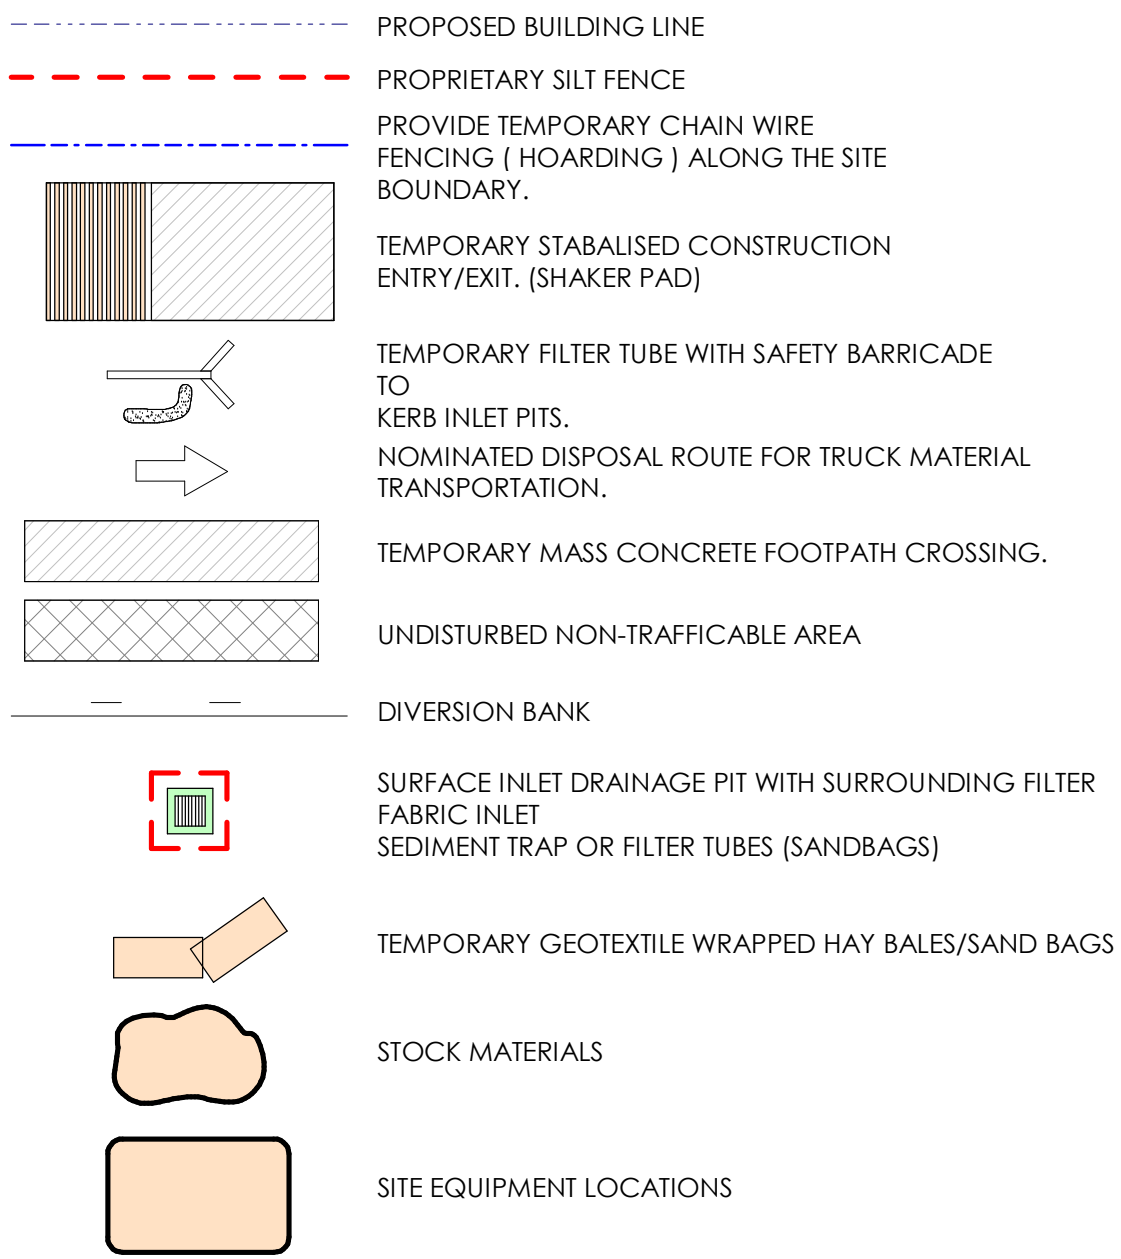 PROPOSED BUILDING LINE
PROPRIETARY SILT FENCE
PROVIDE TEMPORARY CHAIN WIRE
FENCING ( HOARDING ) ALONG THE SITE
BOUNDARY.
TEMPORARY STABALISED CONSTRUCTION
ENTRY/EXIT. (SHAKER PAD)
TEMPORARY FILTER TUBE WITH SAFETY BARRICADE
TO
KERB INLET PITS.
NOMINATED DISPOSAL ROUTE FOR TRUCK MATERIAL
TRANSPORTATION.
TEMPORARY MASS CONCRETE FOOTPATH CROSSING.
UNDISTURBED NON-TRAFFICABLE AREA
DIVERSION BANK
SURFACE INLET DRAINAGE PIT WITH SURROUNDING FILTER
FABRIC INLET
SEDIMENT TRAP OR FILTER TUBES (SANDBAGS)
TEMPORARY GEOTEXTILE WRAPPED HAY BALES/SAND BAGS
STOCK MATERIALS
SITE EQUIPMENT LOCATIONS